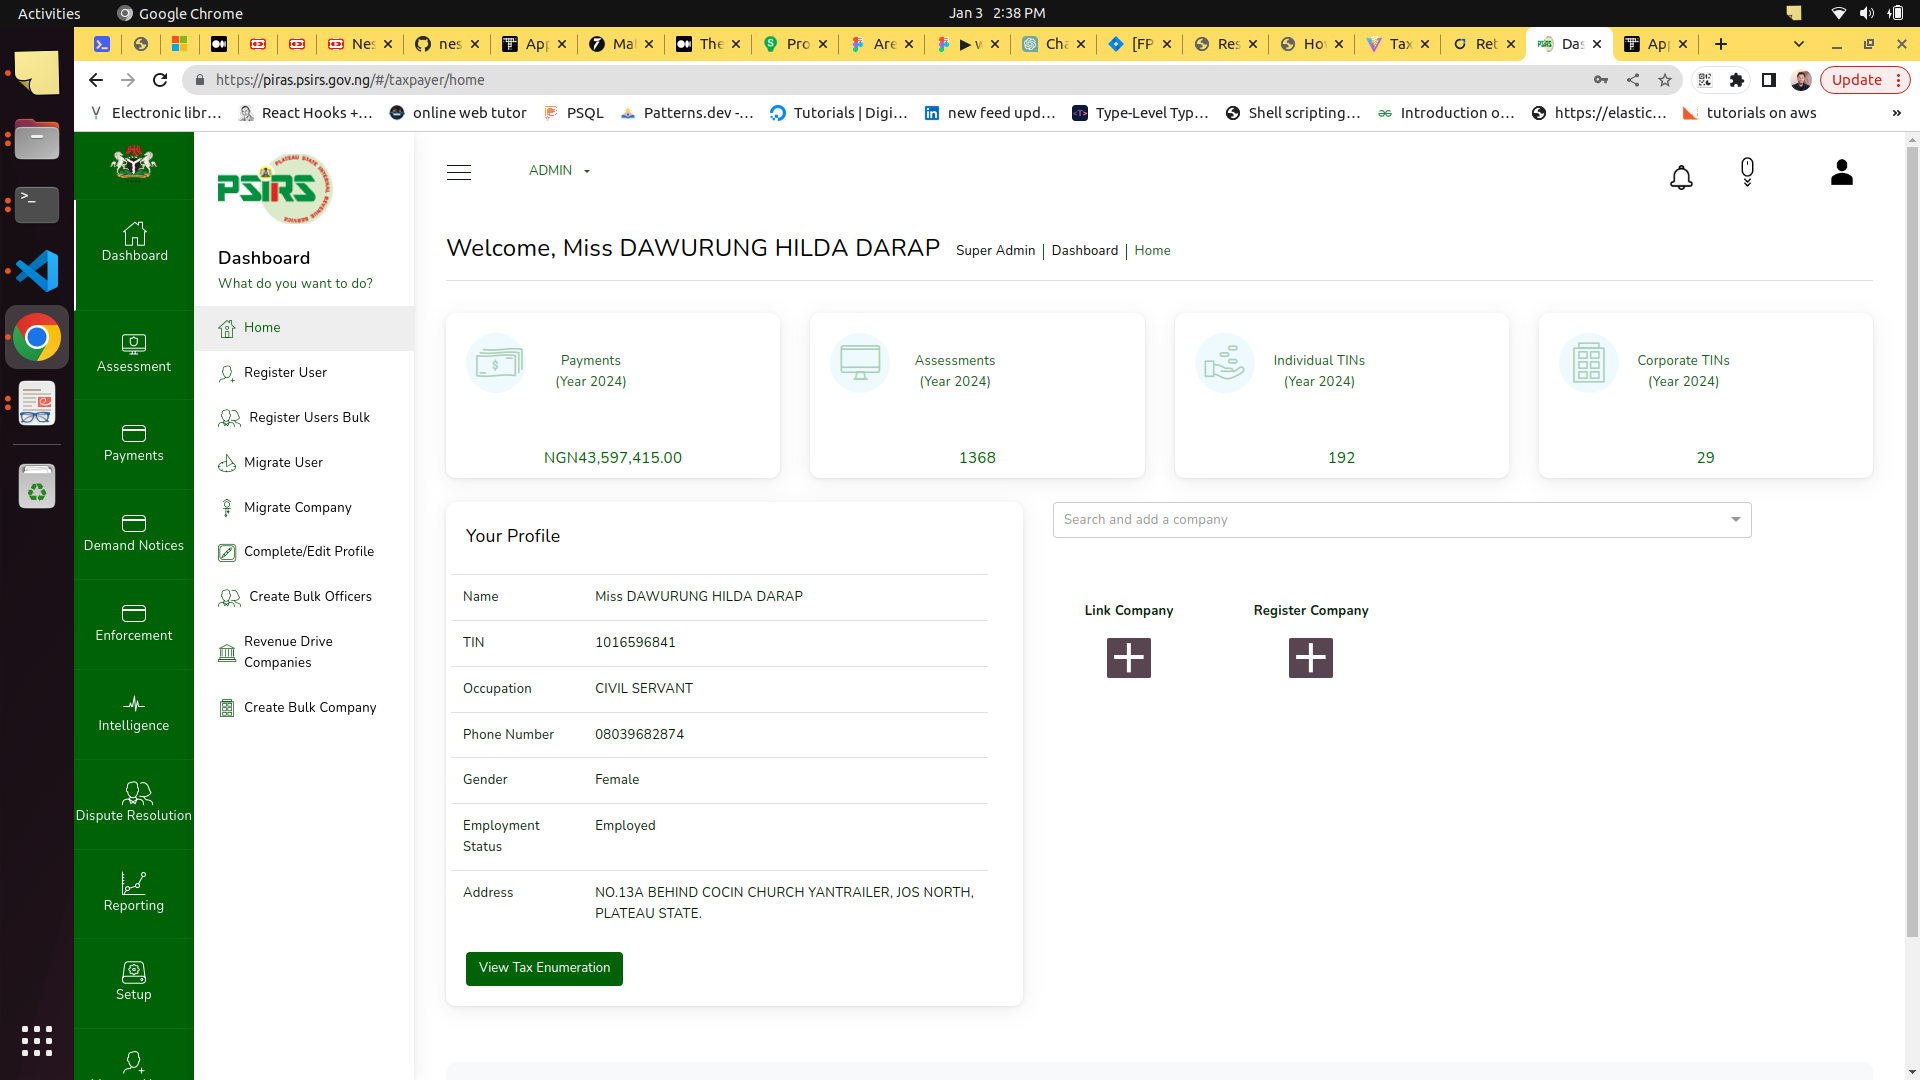 Activities
Google Chrome
Jan 3 2:38 PM
Nes
nes
App
Mat
The
Pro
Are
w
Cha
[FP
Res
Hov
Tax
Ret
Das
App
https://piras.psirs.gov.ng/#/taxpayer/home
Update
Electronic libr...
React Hooks +...
online web tutor
PSQL
Patterns.dev -...
Tutorials | Digi...
new feed upd...
Type-Level Typ...
Shell scripting...
Introduction o...
https://elastic...
tutorials on aws
»
Dashboard
Assessment
Payments
Demand Notices
Enforcement
Intelligence
Dispute Resolution
Reporting
Setup
PLATEAU STATE INTERNAL REVENUE SERVICE
PSIRS
Dashboard
What do you want to do?
Home
Register User
Register Users Bulk
Migrate User
Migrate Company
Complete/Edit Profile
Create Bulk Officers
Revenue Drive
Companies
Create Bulk Company
ADMIN
Welcome, Miss DAWURUNG HILDA DARAP
Super Admin | Dashboard | Home
Payments
(Year 2024)
NGN43,597,415.00
Assessments
(Year 2024)
1368
Individual TINs
(Year 2024)
192
Corporate TINs
(Year 2024)
29
Your Profile
Name Miss DAWURUNG HILDA DARAP
TIN 1016596841
Occupation CIVIL SERVANT
Phone Number 08039682874
Gender Female
Employment Employed
Status
Address NO.13A BEHIND COCIN CHURCH YANTRAILER, JOS NORTH,
PLATEAU STATE.
View Tax Enumeration
Search and add a company
Link Company
Register Company